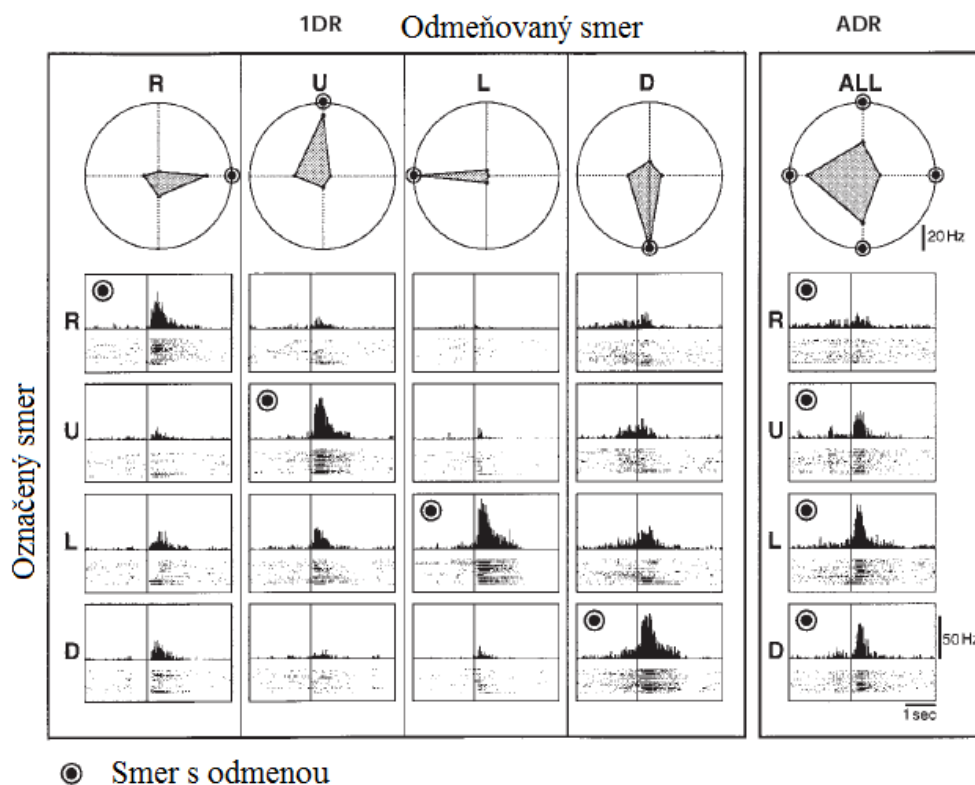 1DR Odmeňovaný smer ADR
R U L D ALL
20 Hz
Označený smer
R R
U U
L L
D D
50 Hz
1 sec
Smer s odmenou